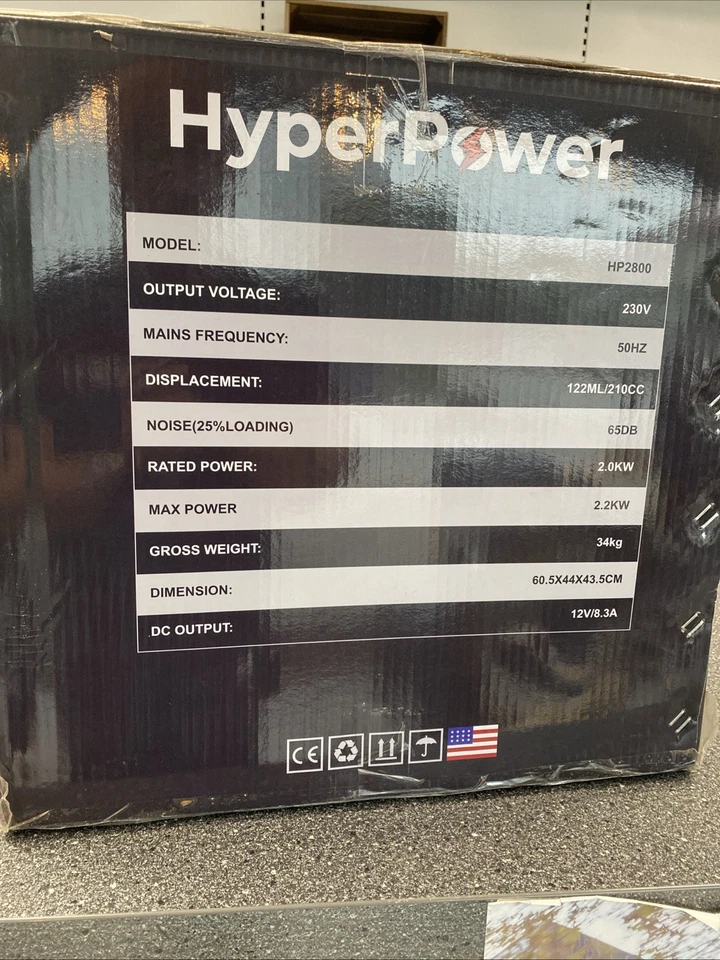 HyperPower
MODEL: HP2800
OUTPUT VOLTAGE: 230V
MAINS FREQUENCY: 50HZ
DISPLACEMENT: 122ML/210CC
NOISE(25%LOADING) 65DB
RATED POWER: 2.0KW
MAX POWER 2.2KW
GROSS WEIGHT: 34kg
DIMENSION: 60.5X44X43.5CM
DC OUTPUT: 12V/8.3A
CE